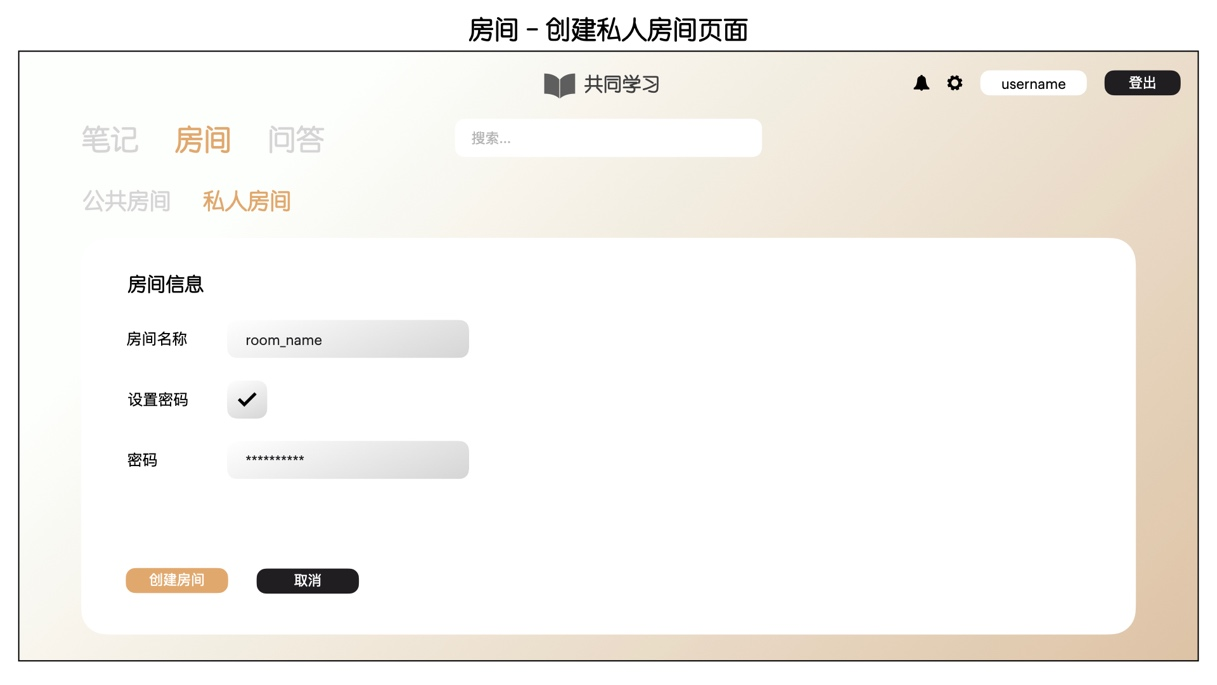 房间 - 创建私人房间页面
共同学习
username
登出
笔记 房间 问答
搜索...
公共房间 私人房间
房间信息
房间名称 room_name
设置密码
密码 **********
创建房间 取消